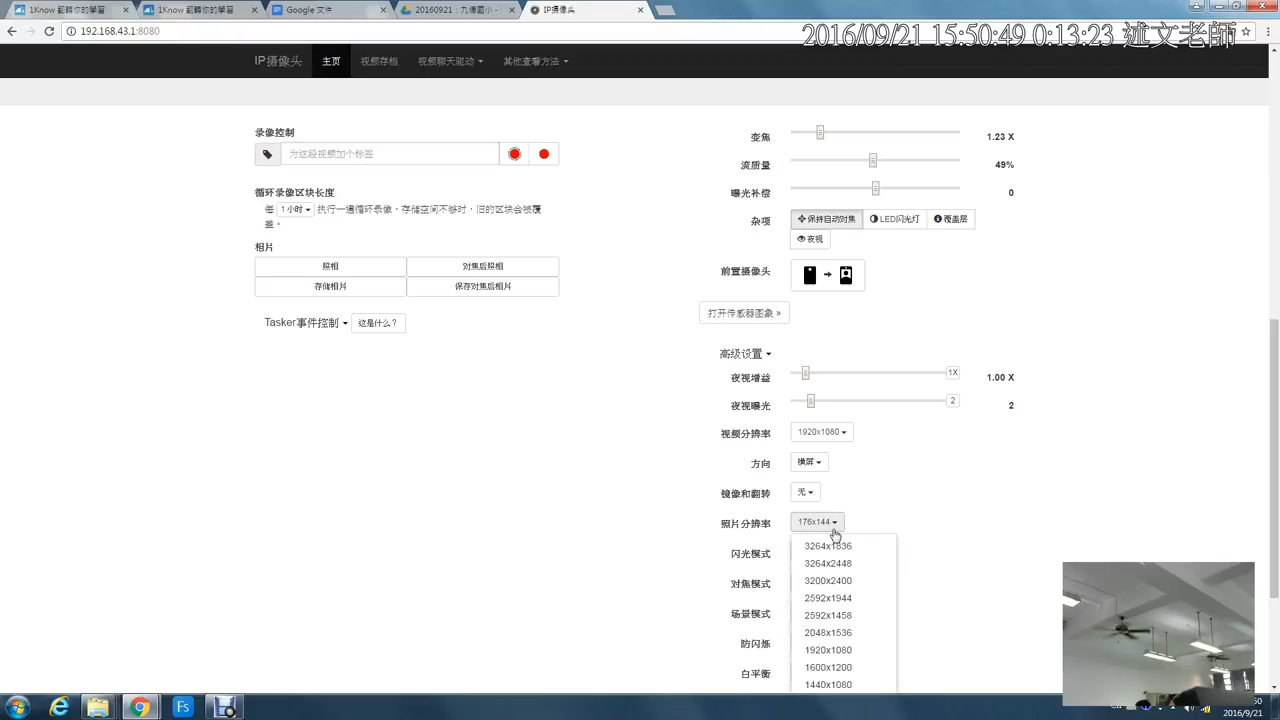 1Know 翻轉你的學習
1Know 翻轉你的學習
Google 文件
20160921：九德國小 -
IP摄像头
192.168.43.1:8080
2016/09/21 15:50:49 0:13:23 述文老師
IP摄像头
主页
视频存档
视频聊天驱动
其他查看方法
录像控制
为这段视频加个标签
循环录像区块长度
每 1小时 执行一遍循环录像，存储空间不够时，旧的区块会被覆
盖。
相片
照相
对焦后照相
存储相片
保存对焦后相片
Tasker事件控制
这是什么？
变焦
1.23 X
流质量
49%
曝光补偿
0
杂项
保持自动对焦
LED闪光灯
覆盖层
夜视
前置摄像头
打开传感器图象 »
高级设置
夜视增益
1X
1.00 X
夜视曝光
2
2
视频分辨率
1920x1080
方向
横屏
镜像和翻转
无
照片分辨率
176x144
3264x1836
3264x2448
3200x2400
2592x1944
2592x1458
2048x1536
1920x1080
1600x1200
1440x1080
闪光模式
对焦模式
场景模式
防闪烁
白平衡
Fs
2016/9/21